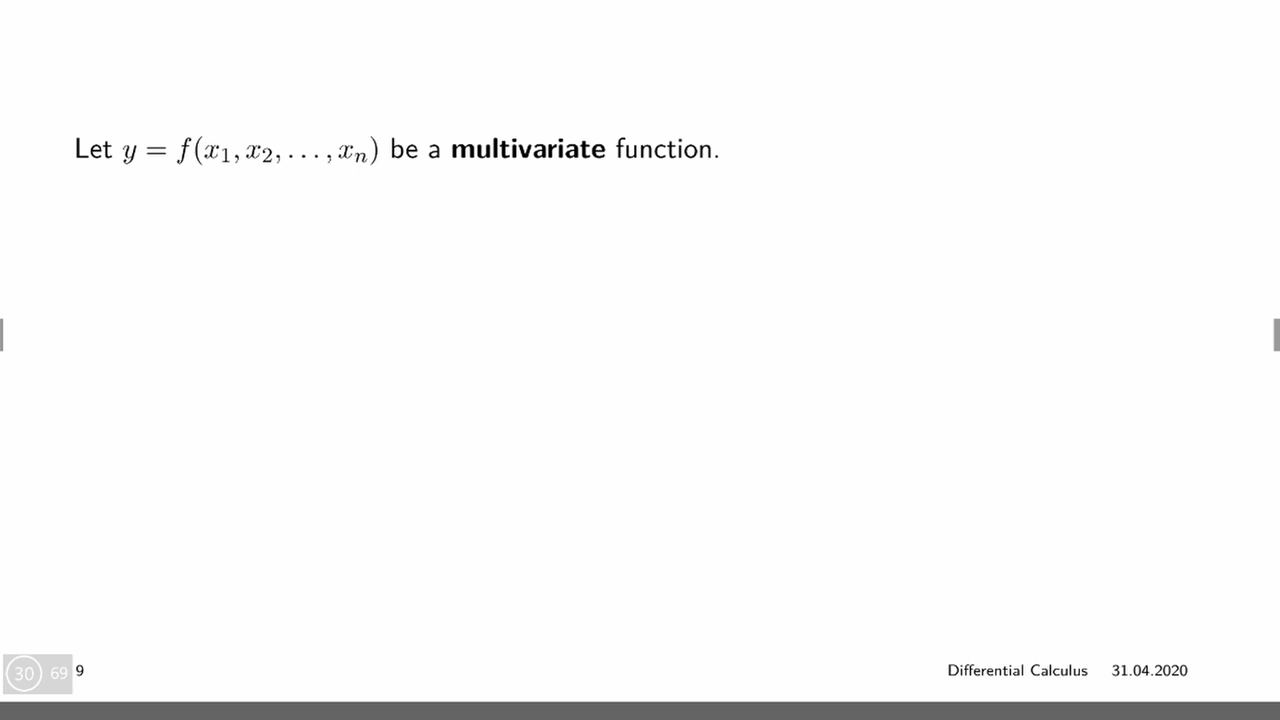 Let y = f(x₁, x₂, . . . , xₙ) be a multivariate function.
30 69 9
Differential Calculus 31.04.2020